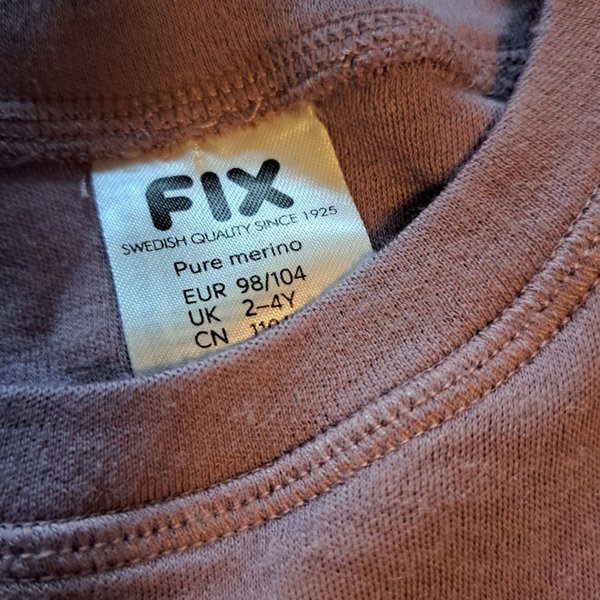 FIX
SWEDISH QUALITY SINCE 1925
Pure merino
EUR 98/104
UK 2–4Y
CN